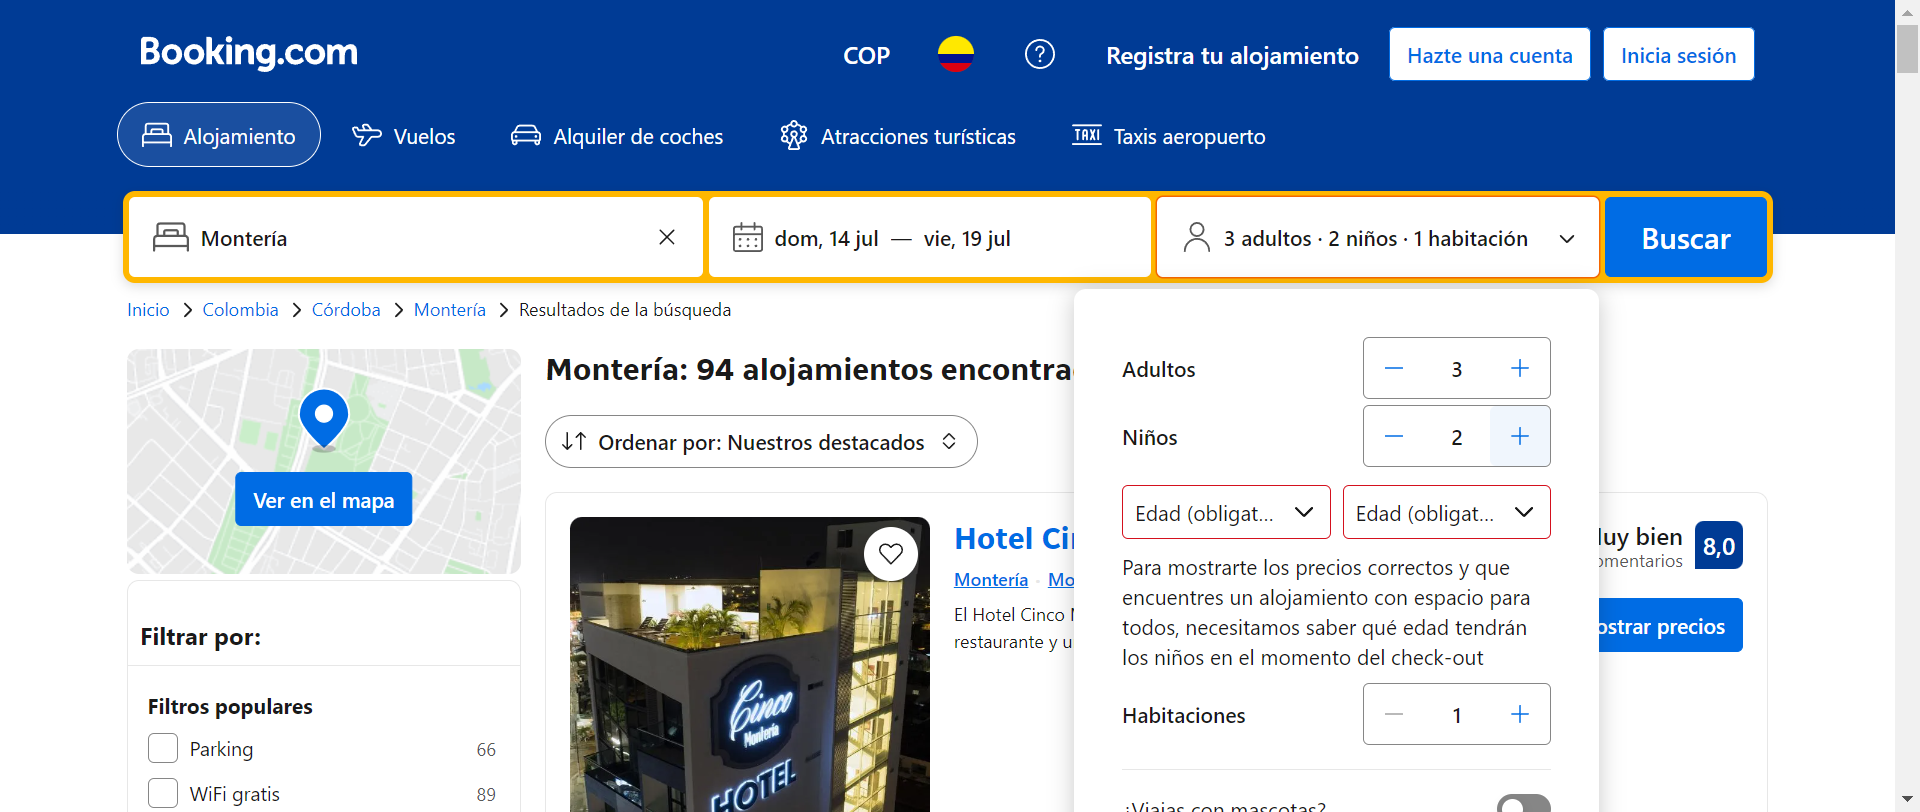 Booking.com
COP
Registra tu alojamiento
Hazte una cuenta
Inicia sesión
Alojamiento
Vuelos
Alquiler de coches
Atracciones turísticas
TAXI
Taxis aeropuerto
Montería
dom, 14 jul — vie, 19 jul
3 adultos · 2 niños · 1 habitación
Buscar
Inicio
Colombia
Córdoba
Montería
Resultados de la búsqueda
Ver en el mapa
Montería: 94 alojamientos
Ordenar por: Nuestros destacados
Adultos
3
Niños
2
Edad (obligat...
Edad (obligat...
Para mostrarte los precios correctos y que
encuentres un alojamiento con espacio para
todos, necesitamos saber qué edad tendrán
los niños en el momento del check-out
Habitaciones
1
¿Viajas con mascotas?
Hotel
Montería
El Hotel Cinco
restaurante y
bien
8,0
precios
Cinco
Montería
HOTEL
Filtrar por:
Filtros populares
Parking
66
WiFi gratis
89